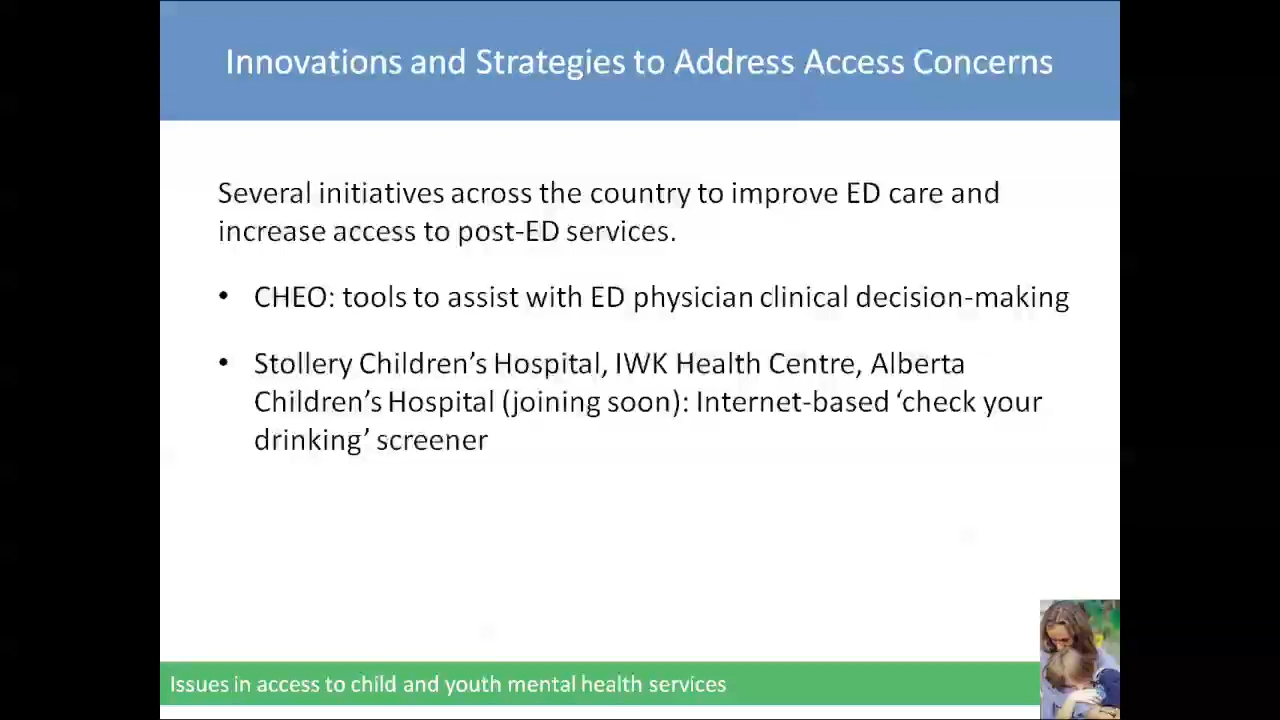 Innovations and Strategies to Address Access Concerns
Several initiatives across the country to improve ED care and
increase access to post-ED services.
• CHEO: tools to assist with ED physician clinical decision-making
• Stollery Children’s Hospital, IWK Health Centre, Alberta
Children’s Hospital (joining soon): Internet-based ‘check your
drinking’ screener
Issues in access to child and youth mental health services